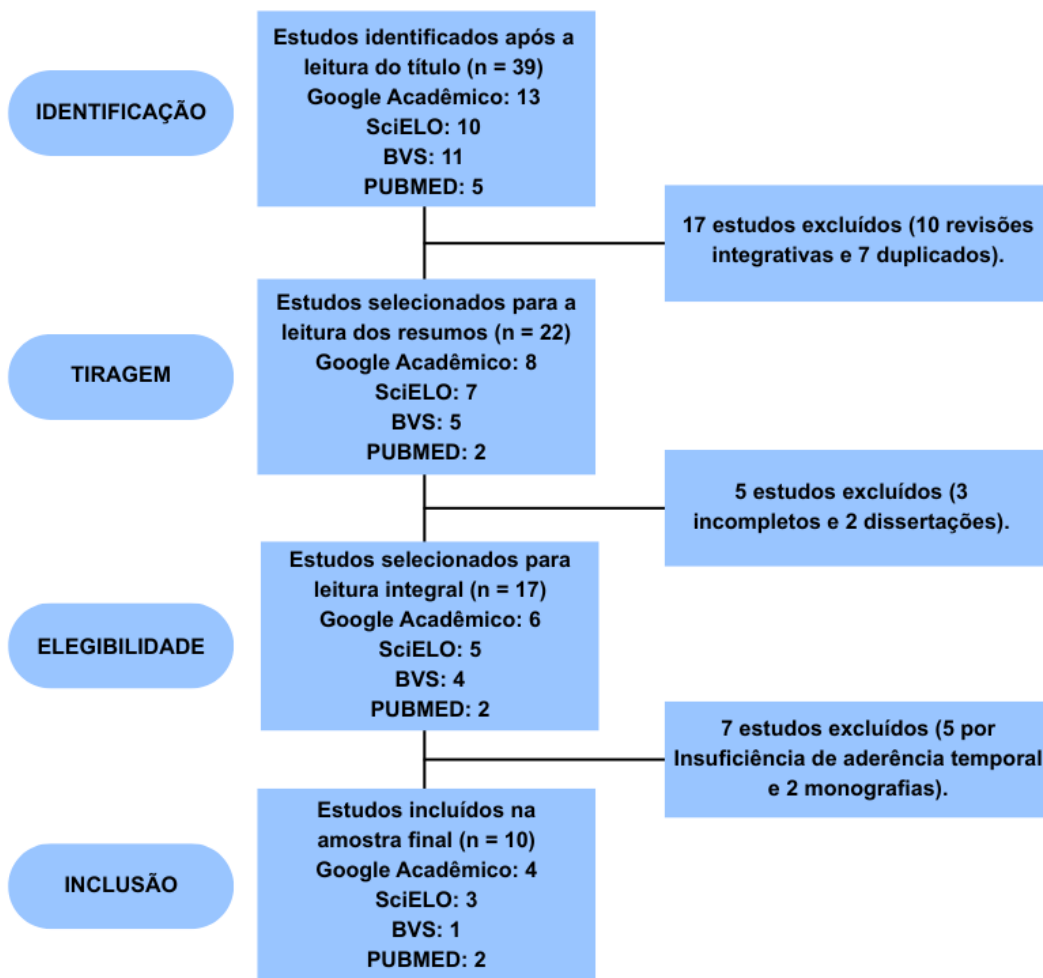 IDENTIFICAÇÃO
Estudos identificados após a
leitura do título (n = 39)
Google Acadêmico: 13
SciELO: 10
BVS: 11
PUBMED: 5
17 estudos excluídos (10 revisões
integrativas e 7 duplicados).
TIRAGEM
Estudos selecionados para a
leitura dos resumos (n = 22)
Google Acadêmico: 8
SciELO: 7
BVS: 5
PUBMED: 2
5 estudos excluídos (3
incompletos e 2 dissertações).
ELEGIBILIDADE
Estudos selecionados para
leitura integral (n = 17)
Google Acadêmico: 6
SciELO: 5
BVS: 4
PUBMED: 2
7 estudos excluídos (5 por
Insuficiência de aderência temporal
e 2 monografias).
INCLUSÃO
Estudos incluídos na
amostra final (n = 10)
Google Acadêmico: 4
SciELO: 3
BVS: 1
PUBMED: 2